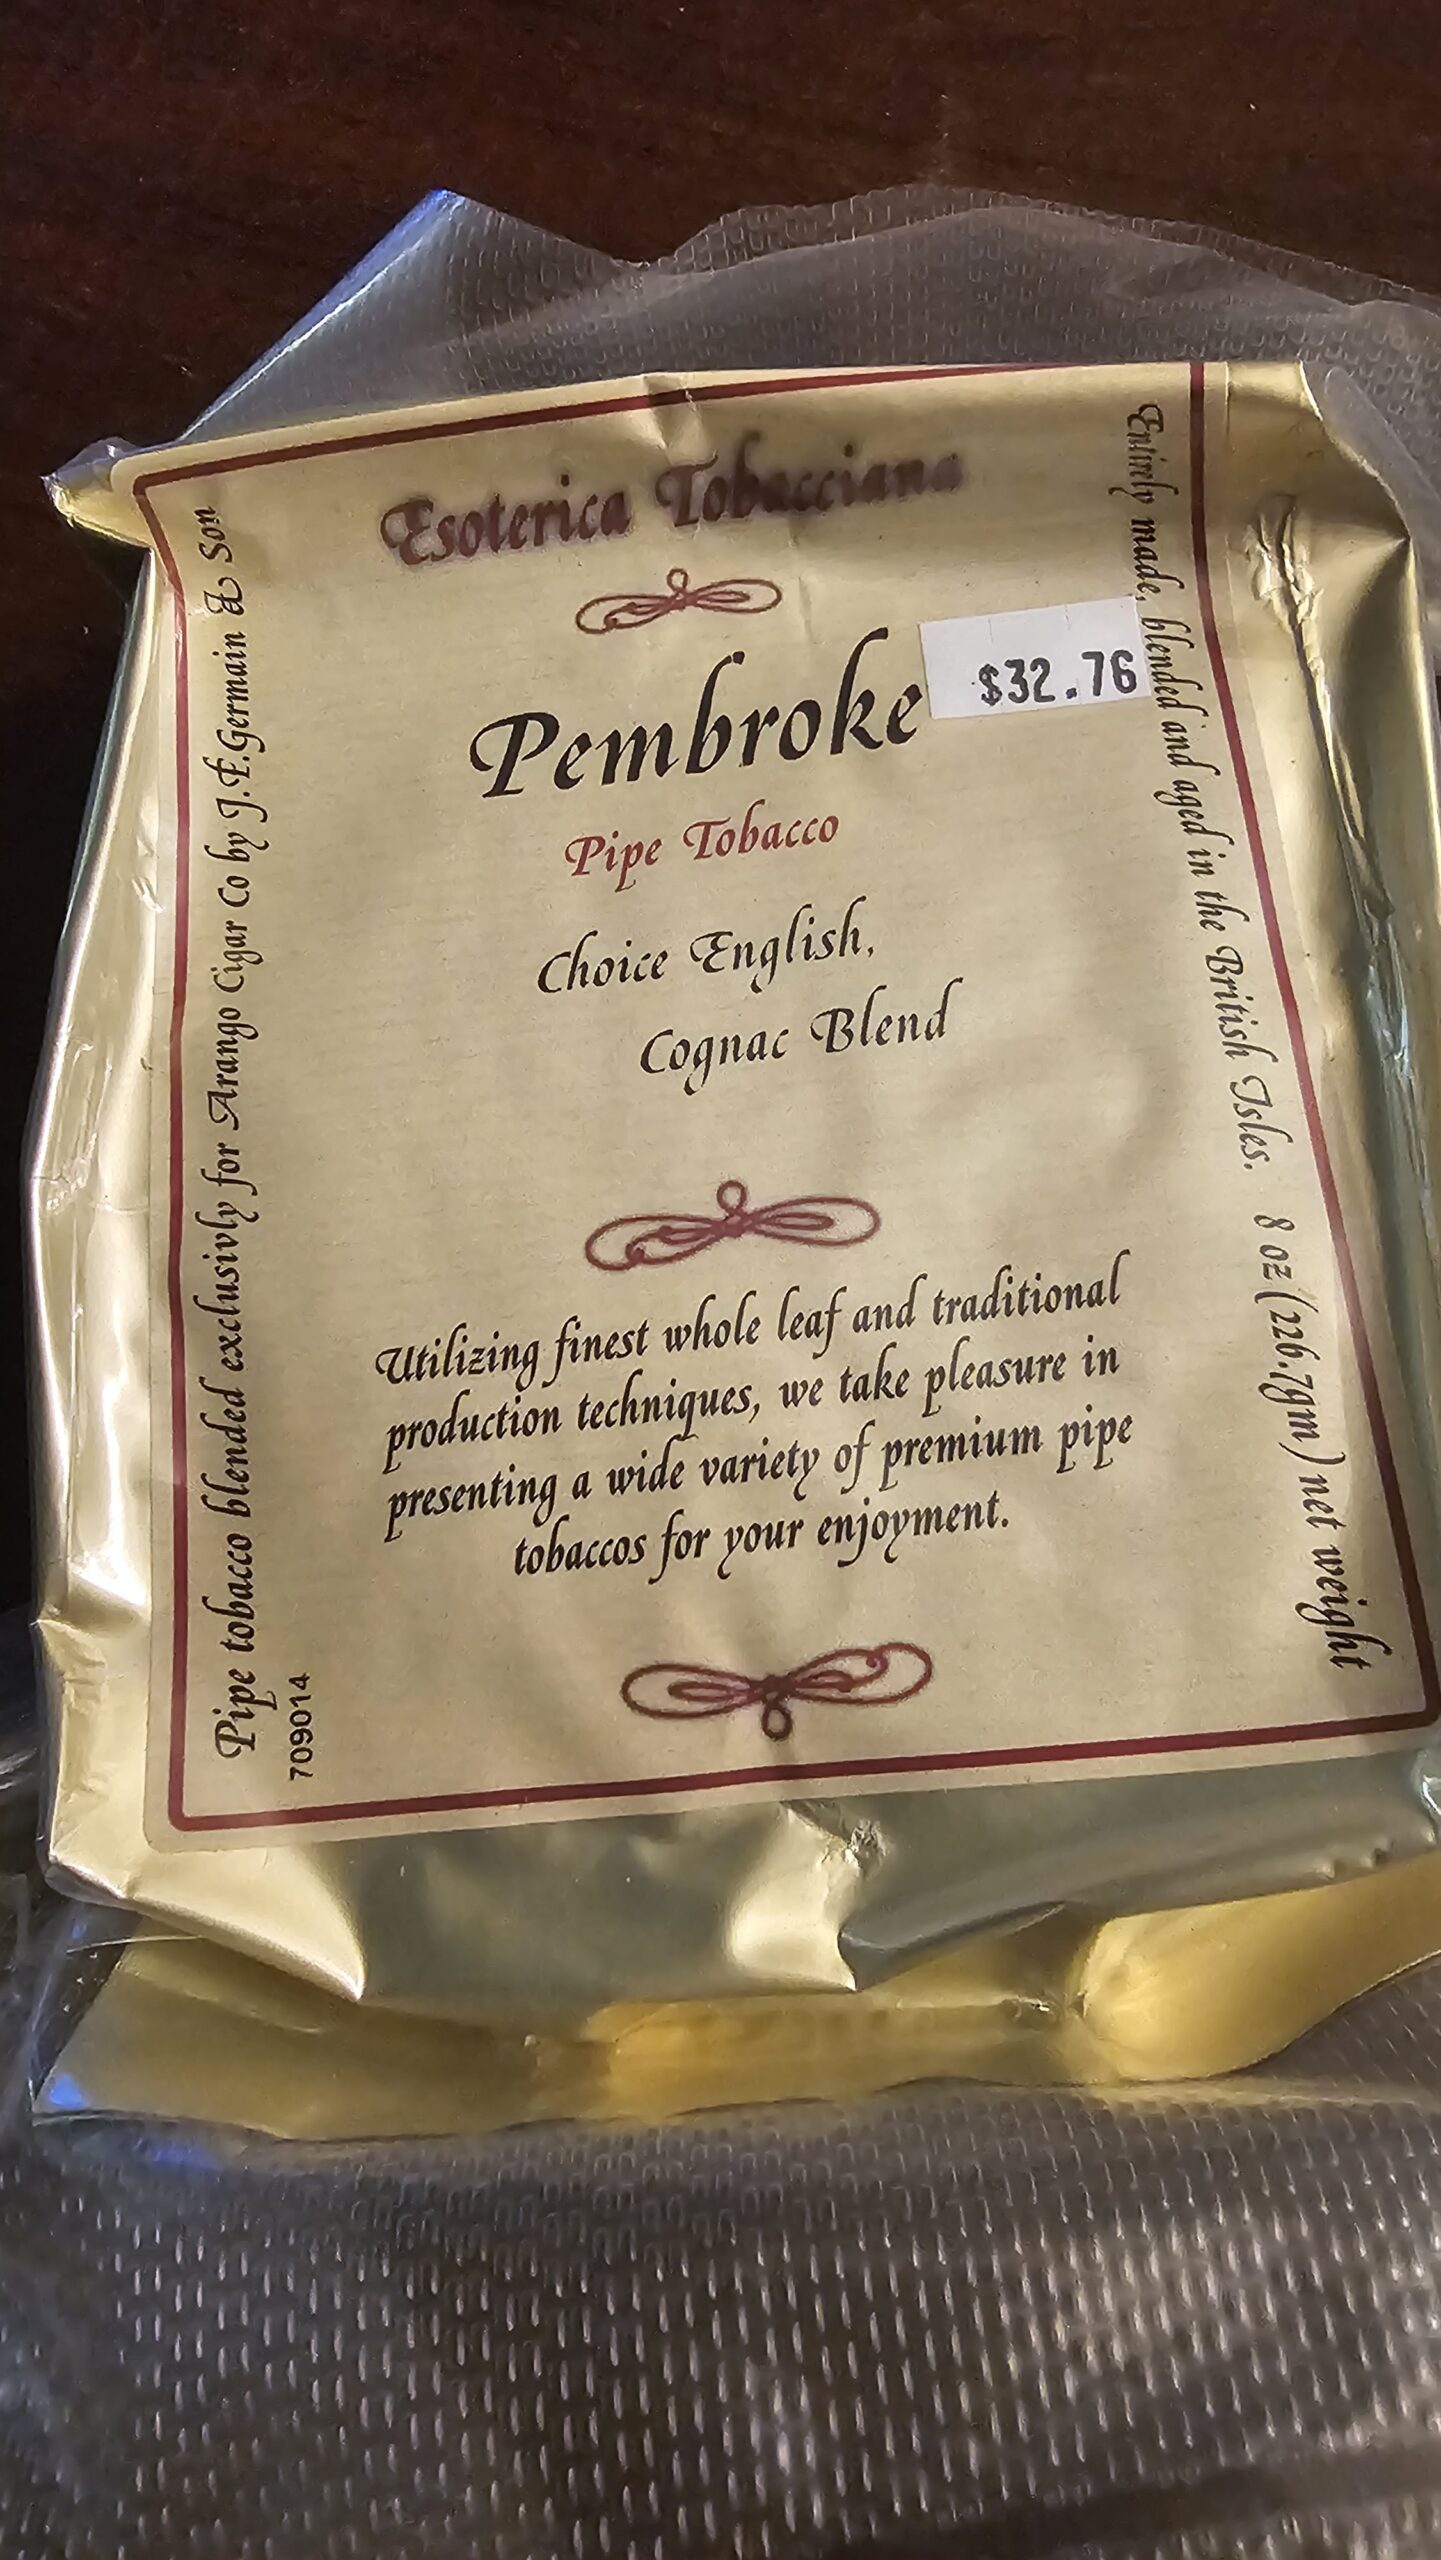 Esoterica Tobacciana
Pembroke
$32.76
Pipe Tobacco
Choice English,
Cognac Blend
Utilizing finest whole leaf and traditional
production techniques, we take pleasure in
presenting a wide variety of premium pipe
tobaccos for your enjoyment.
Pipe tobacco blended exclusivly for Arango Cigar Co by J.F.Germain & Son
709014
Entirely made, blended and aged in the British Isles. 8 oz (226.7gm) net weight